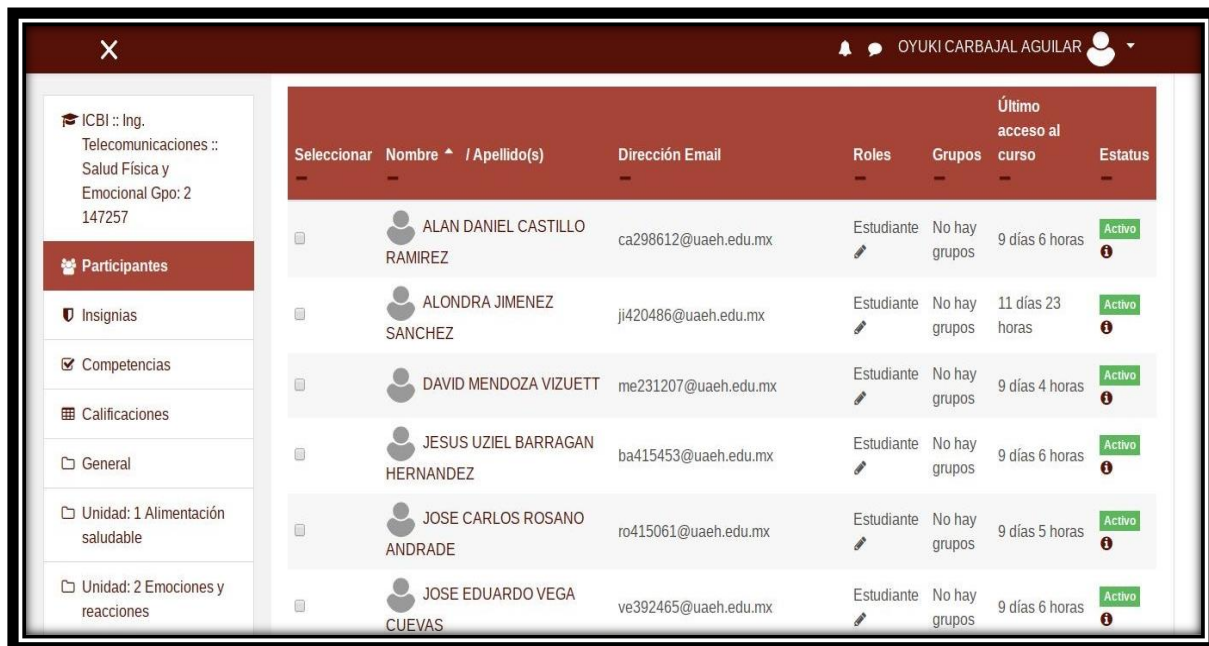 OYUKI CARBAJAL AGUILAR
ICBI :: Ing.
Telecomunicaciones ::
Salud Física y
Emocional Gpo: 2
147257
Participantes
Insignias
Competencias
Calificaciones
General
Unidad: 1 Alimentación
saludable
Unidad: 2 Emociones y
reacciones
Seleccionar Nombre / Apellido(s) Dirección Email Roles Grupos Último
acceso al
curso Estatus
ALAN DANIEL CASTILLO
RAMIREZ
ca298612@uaeh.edu.mx
Estudiante
No hay
grupos
9 días 6 horas
Activo
ALONDRA JIMENEZ
SANCHEZ
ji420486@uaeh.edu.mx
Estudiante
No hay
grupos
11 días 23
horas
Activo
DAVID MENDOZA VIZUETT
me231207@uaeh.edu.mx
Estudiante
No hay
grupos
9 días 4 horas
Activo
JESUS UZIEL BARRAGAN
HERNANDEZ
ba415453@uaeh.edu.mx
Estudiante
No hay
grupos
9 días 6 horas
Activo
JOSE CARLOS ROSANO
ANDRADE
ro415061@uaeh.edu.mx
Estudiante
No hay
grupos
9 días 5 horas
Activo
JOSE EDUARDO VEGA
CUEVAS
ve392465@uaeh.edu.mx
Estudiante
No hay
grupos
9 días 6 horas
Activo